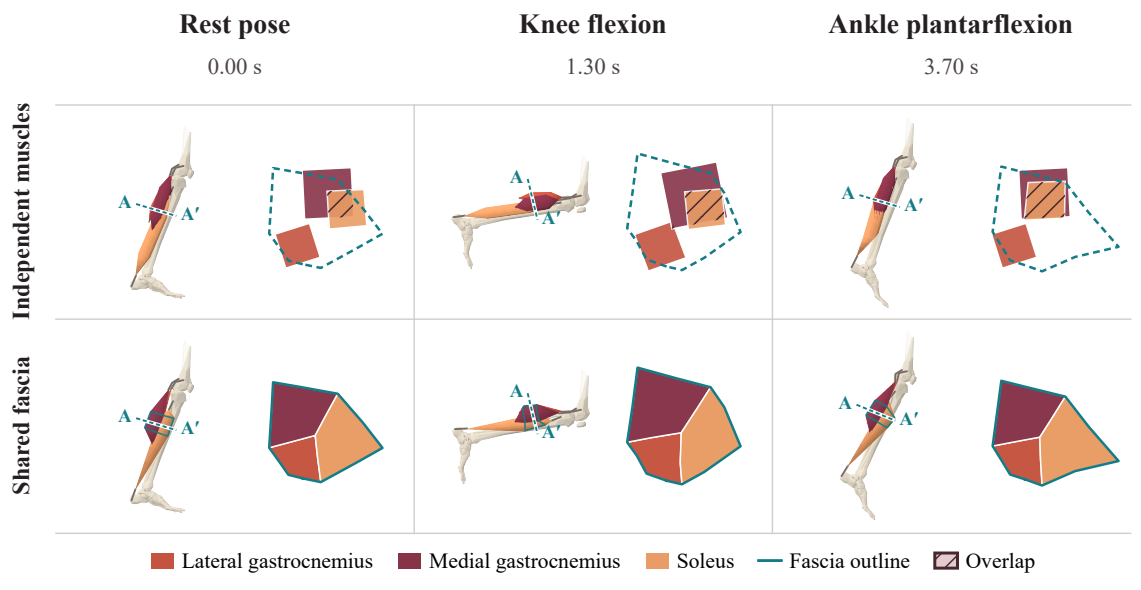 Rest pose Knee flexion Ankle plantarflexion
0.00 s 1.30 s 3.70 s
Independent muscles
A A′
A A′
A A′
Shared fascia
A A′
A A′
A A′
Lateral gastrocnemius Medial gastrocnemius Soleus Fascia outline Overlap